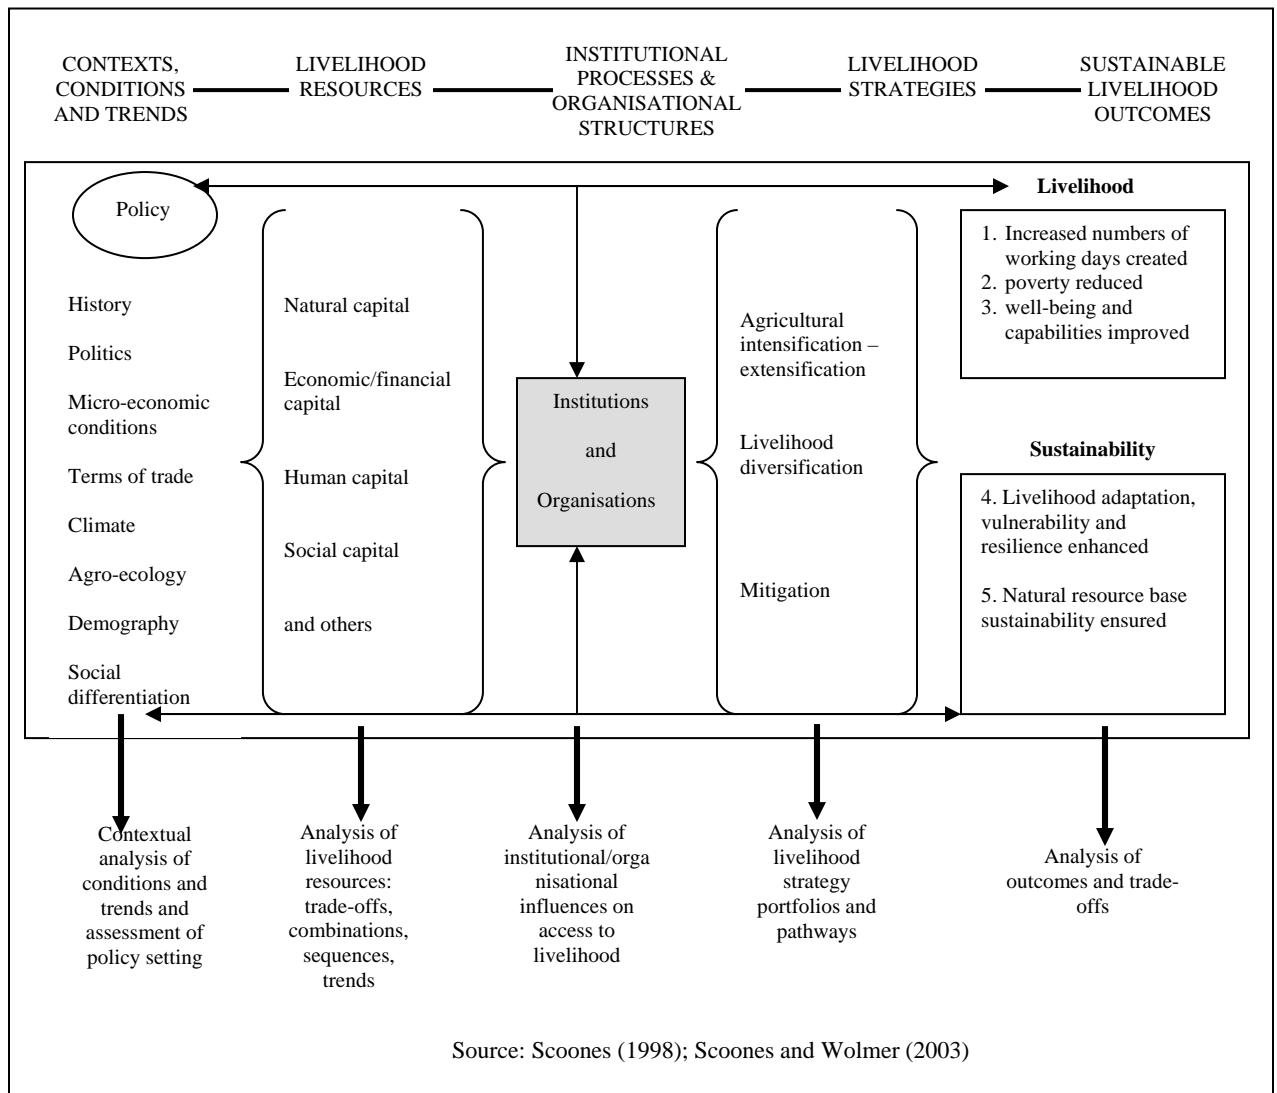 CONTEXTS,
CONDITIONS
AND TRENDS
LIVELIHOOD
RESOURCES
INSTITUTIONAL
PROCESSES &
ORGANISATIONAL
STRUCTURES
LIVELIHOOD
STRATEGIES
SUSTAINABLE
LIVELIHOOD
OUTCOMES
Policy
History
Politics
Micro-economic
conditions
Terms of trade
Climate
Agro-ecology
Demography
Social
differentiation
Natural capital
Economic/financial
capital
Human capital
Social capital
and others
Institutions
and
Organisations
Agricultural
intensification –
extensification
Livelihood
diversification
Mitigation
Livelihood
1. Increased numbers of
working days created
2. poverty reduced
3. well-being and
capabilities improved
Sustainability
4. Livelihood adaptation,
vulnerability and
resilience enhanced
5. Natural resource base
sustainability ensured
Contextual
analysis of
conditions and
trends and
assessment of
policy setting
Analysis of
livelihood
resources:
trade-offs,
combinations,
sequences,
trends
Analysis of
institutional/orga
nisational
influences on
access to
livelihood
Analysis of
livelihood
strategy
portfolios and
pathways
Analysis of
outcomes and trade-
offs
Source: Scoones (1998); Scoones and Wolmer (2003)